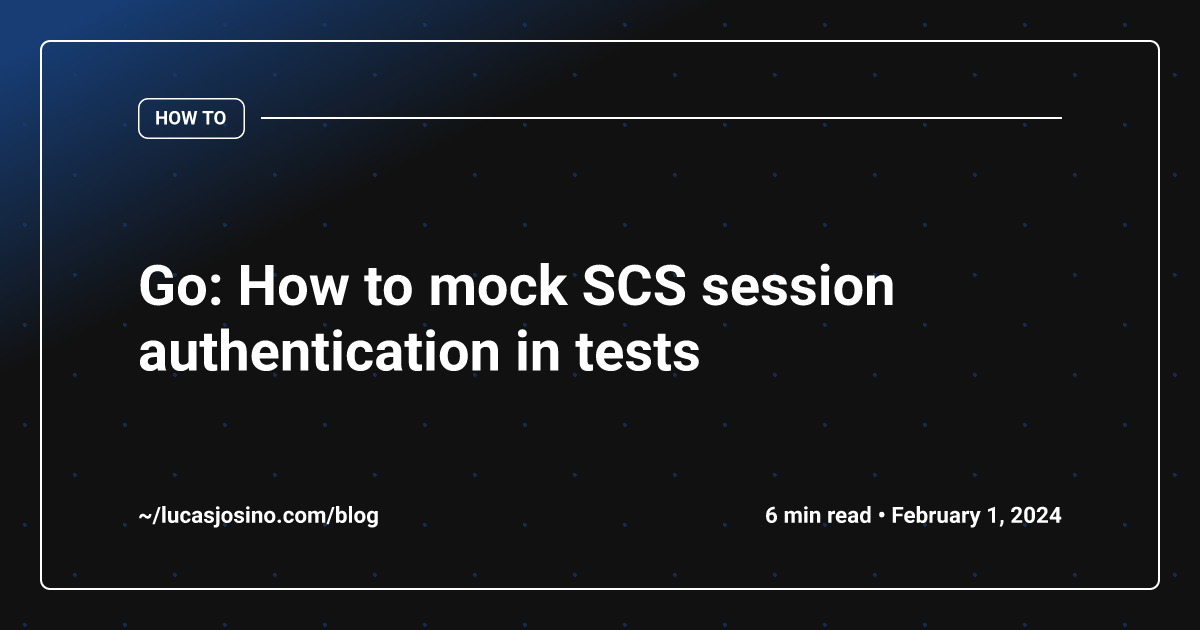 HOW TO
Go: How to mock SCS session
authentication in tests
~/lucasjosino.com/blog
6 min read • February 1, 2024